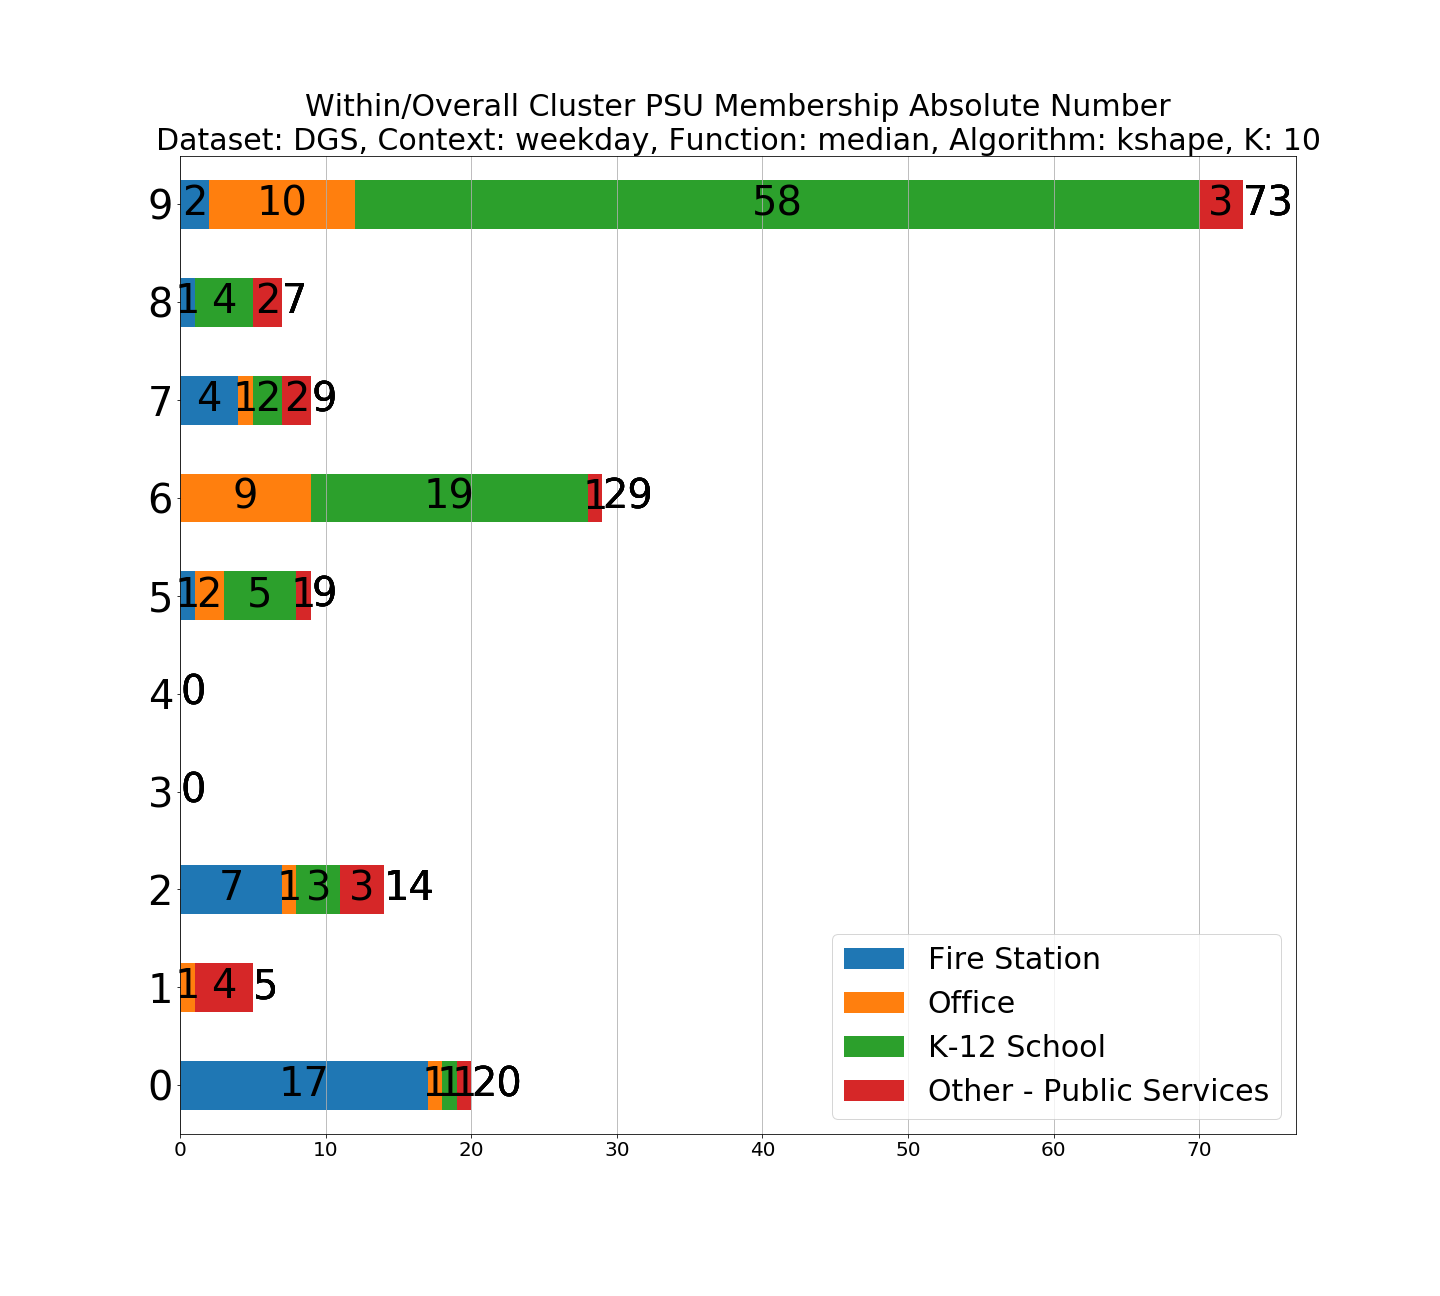 Within/Overall Cluster PSU Membership Absolute Number
Dataset: DGS, Context: weekday, Function: median, Algorithm: kshape, K: 10
9 2 10 58 3 73
8 1 4 2 7
7 4 1 2 2 9
6 9 19 1 29
5 1 2 5 1 9
4 0
3 0
2 7 1 3 3 14
1 1 4 5
0 17 1 1 1 20
Fire Station
Office
K-12 School
Other - Public Services
0 10 20 30 40 50 60 70